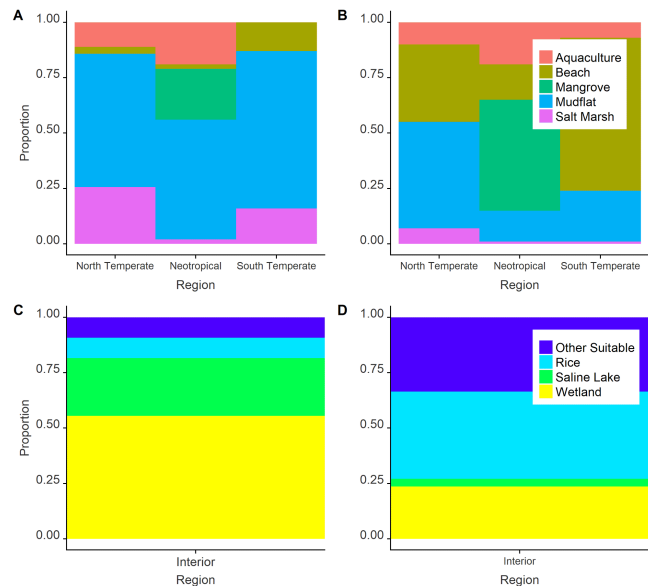 A
1.00
0.75
0.50
0.25
0.00
Proportion
North Temperate
Neotropical
South Temperate
Region
B
1.00
0.75
0.50
0.25
0.00
Aquaculture
Beach
Mangrove
Mudflat
Salt Marsh
North Temperate
Neotropical
South Temperate
Region
C
1.00
0.75
0.50
0.25
0.00
Proportion
Interior
Region
D
1.00
0.75
0.50
0.25
0.00
Other Suitable
Rice
Saline Lake
Wetland
Interior
Region